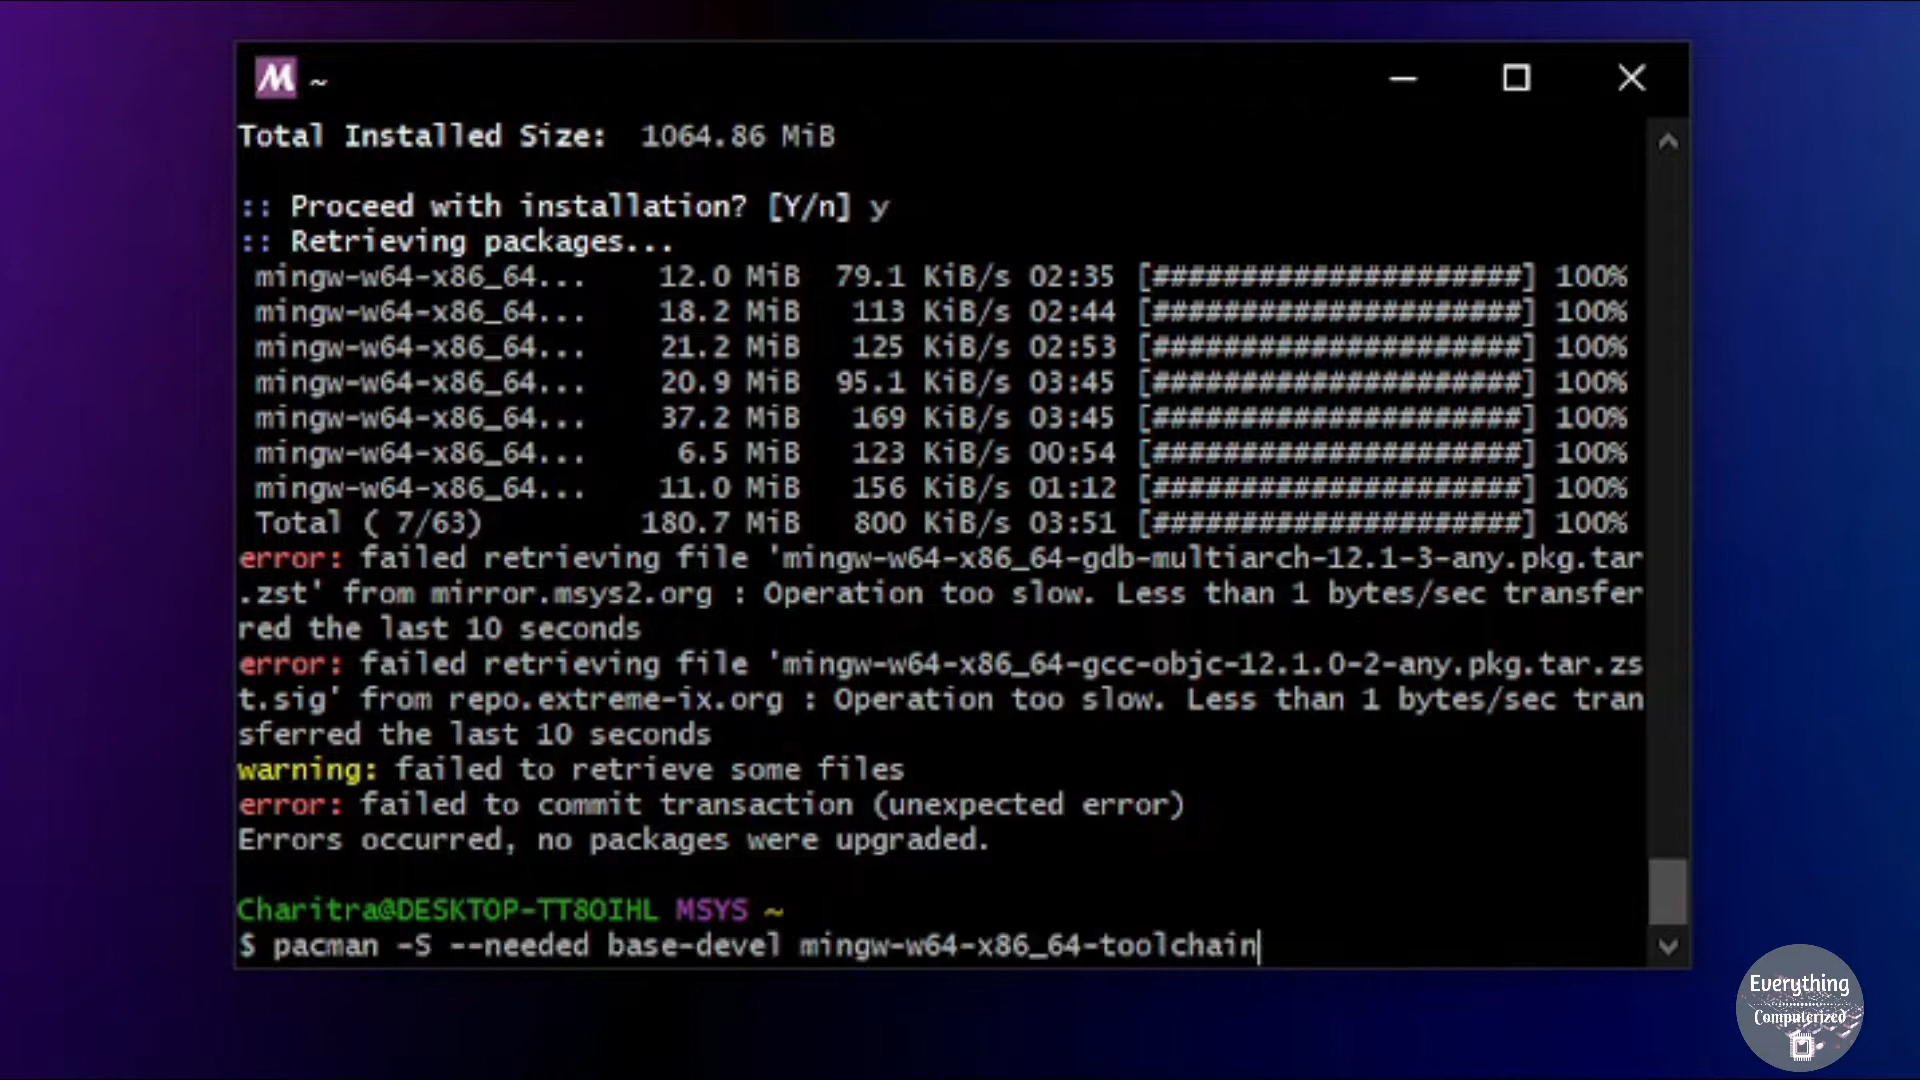 M ~
Total Installed Size:  1064.86 MiB
:: Proceed with installation? [Y/n] y
:: Retrieving packages...
mingw-w64-x86_64...    12.0 MiB  79.1 KiB/s 02:35 [#####################] 100%
mingw-w64-x86_64...    18.2 MiB   113 KiB/s 02:44 [#####################] 100%
mingw-w64-x86_64...    21.2 MiB   125 KiB/s 02:53 [#####################] 100%
mingw-w64-x86_64...    20.9 MiB  95.1 KiB/s 03:45 [#####################] 100%
mingw-w64-x86_64...    37.2 MiB   169 KiB/s 03:45 [#####################] 100%
mingw-w64-x86_64...     6.5 MiB   123 KiB/s 00:54 [#####################] 100%
mingw-w64-x86_64...    11.0 MiB   156 KiB/s 01:12 [#####################] 100%
Total ( 7/63)         180.7 MiB   800 KiB/s 03:51 [#####################] 100%
error: failed retrieving file 'mingw-w64-x86_64-gdb-multiarch-12.1-3-any.pkg.tar
.zst' from mirror.msys2.org : Operation too slow. Less than 1 bytes/sec transfer
red the last 10 seconds
error: failed retrieving file 'mingw-w64-x86_64-gcc-objc-12.1.0-2-any.pkg.tar.zs
t.sig' from repo.extreme-ix.org : Operation too slow. Less than 1 bytes/sec tran
sferred the last 10 seconds
warning: failed to retrieve some files
error: failed to commit transaction (unexpected error)
Errors occurred, no packages were upgraded.
Charitra@DESKTOP-TT8OIHL MSYS ~
$ pacman -S --needed base-devel mingw-w64-x86_64-toolchain
Everything
Computerized